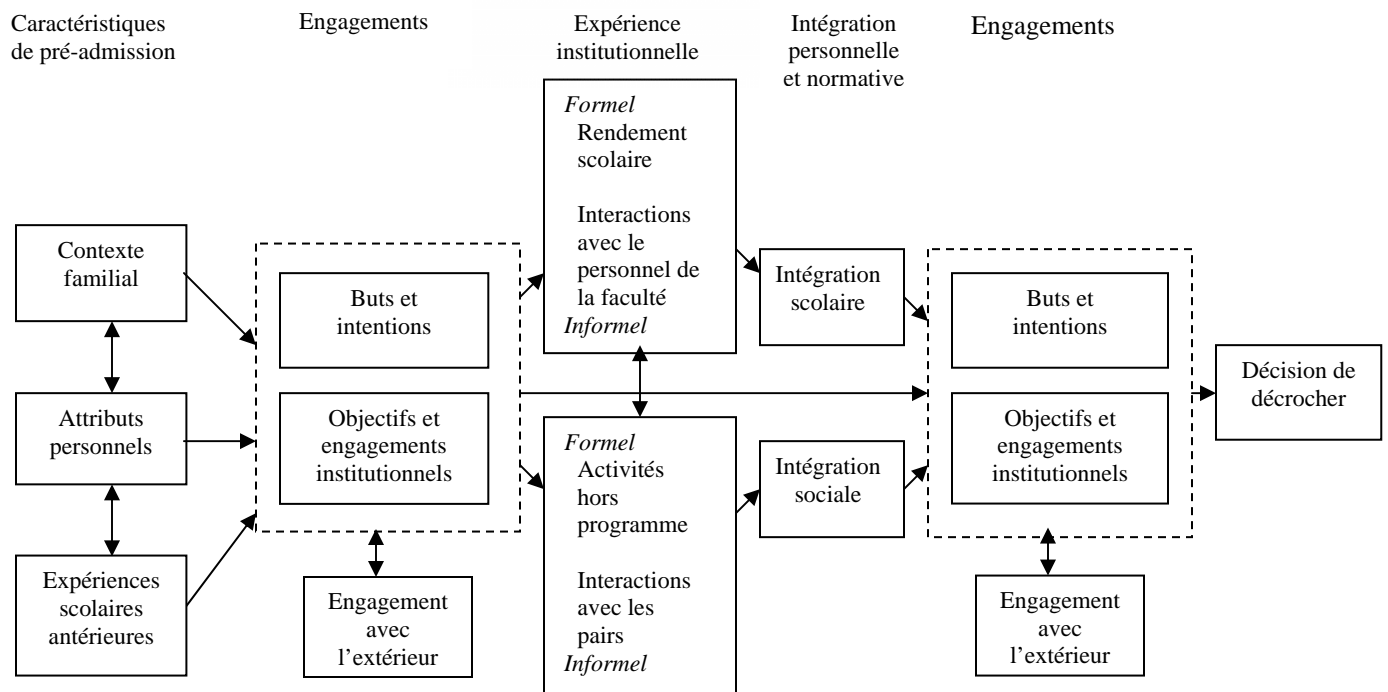 Caractéristiques
de pré-admission
Engagements
Expérience
institutionnelle
Intégration
personnelle
et normative
Engagements
Contexte
familial
Attributs
personnels
Expériences
scolaires
antérieures
Buts et
intentions
Objectifs et
engagements
institutionnels
Engagement
avec
l’extérieur
Formel
Rendement
scolaire
Interactions
avec le
personnel de
la faculté
Informel
Formel
Activités
hors
programme
Interactions
avec les
pairs
Informel
Intégration
scolaire
Intégration
sociale
Buts et
intentions
Objectifs et
engagements
institutionnels
Engagement
avec
l’extérieur
Décision de
décrocher